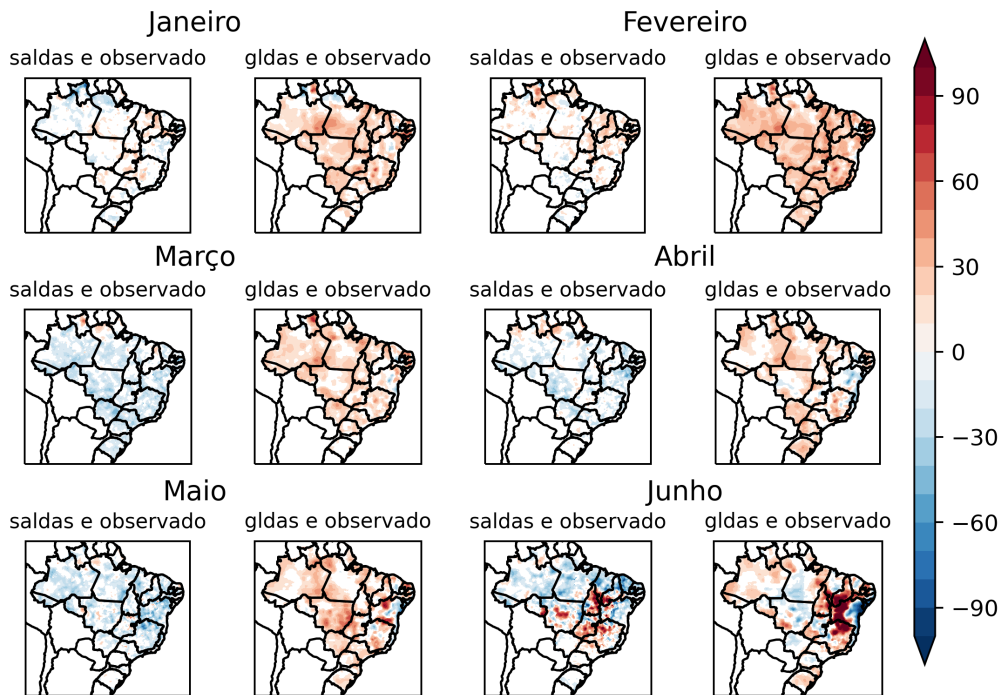 Janeiro
Fevereiro
saldas e observado
gldas e observado
saldas e observado
gldas e observado
Março
Abril
saldas e observado
gldas e observado
saldas e observado
gldas e observado
Maio
Junho
saldas e observado
gldas e observado
saldas e observado
gldas e observado
90
60
30
0
−30
−60
−90